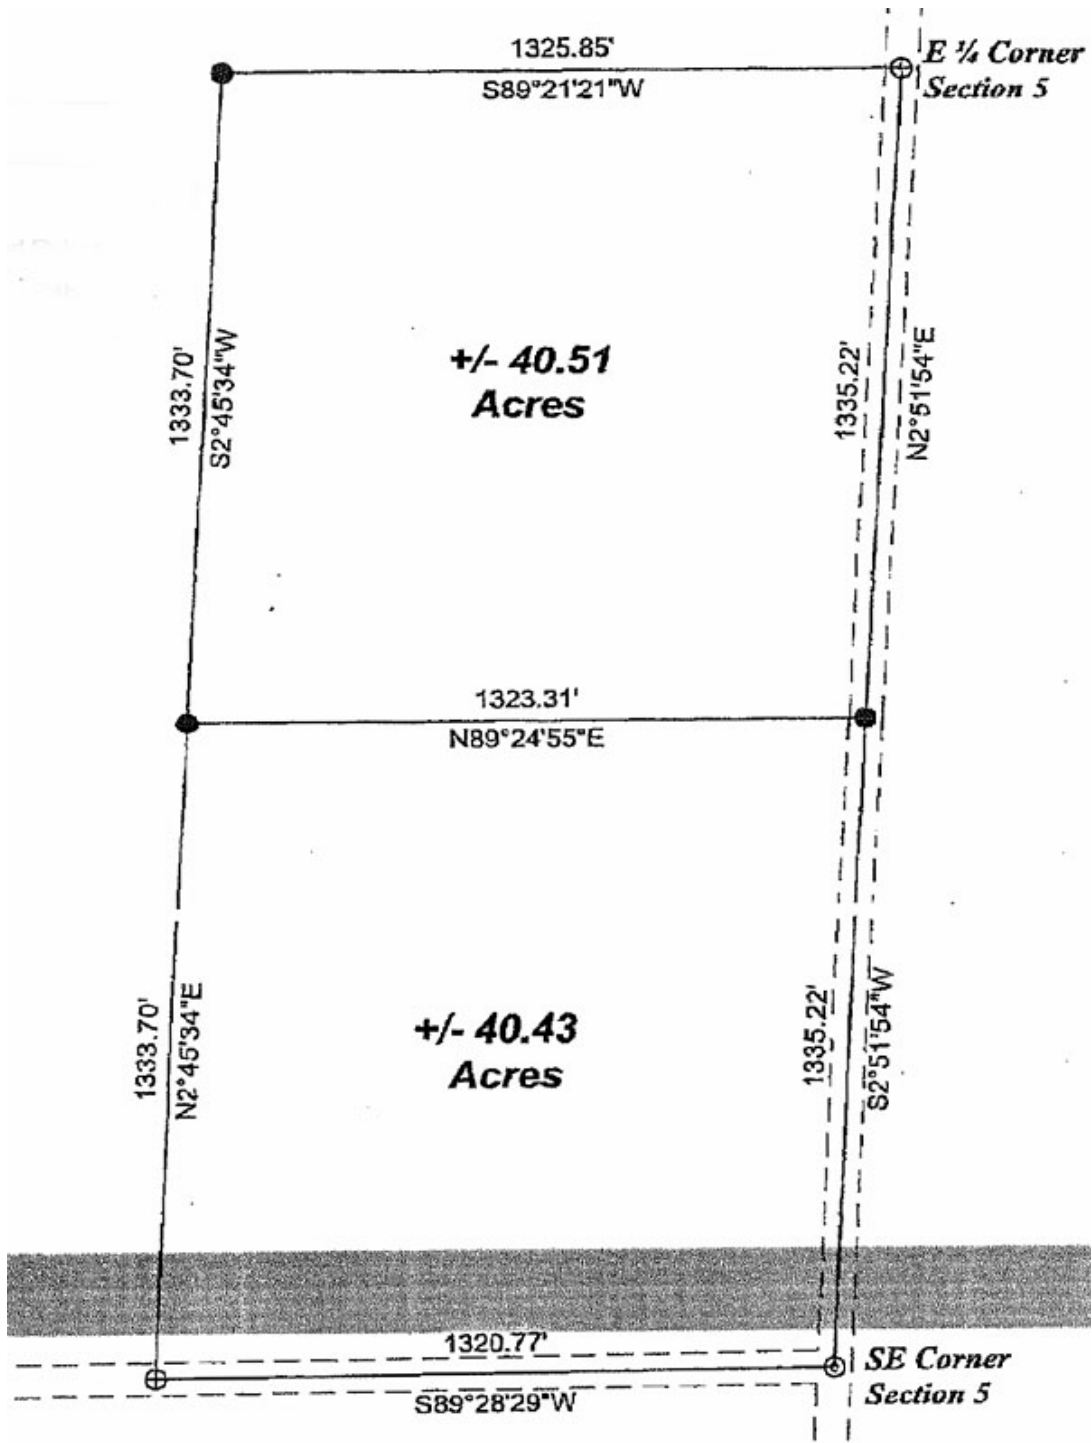 1325.85'
S89°21'21"W
E ¼ Corner
Section 5
1333.70'
S2°45'34"W
+/- 40.51
Acres
1335.22'
N2°51'54"E
1323.31'
N89°24'55"E
1333.70'
N2°45'34"E
+/- 40.43
Acres
1335.22'
S2°51'54"W
1320.77'
S89°28'29"W
SE Corner
Section 5